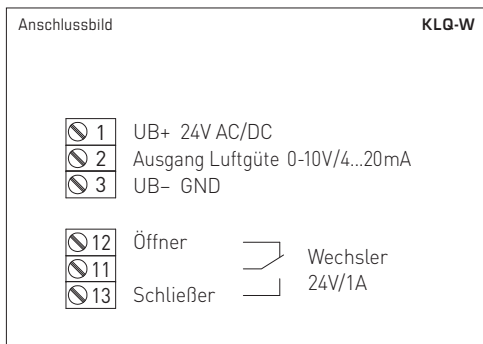 Anschlussbild KLQ-W
1 UB+ 24V AC/DC
2 Ausgang Luftgüte 0-10V/4...20mA
3 UB– GND
12 Öffner
11 Wechsler
24V/1A
13 Schließer